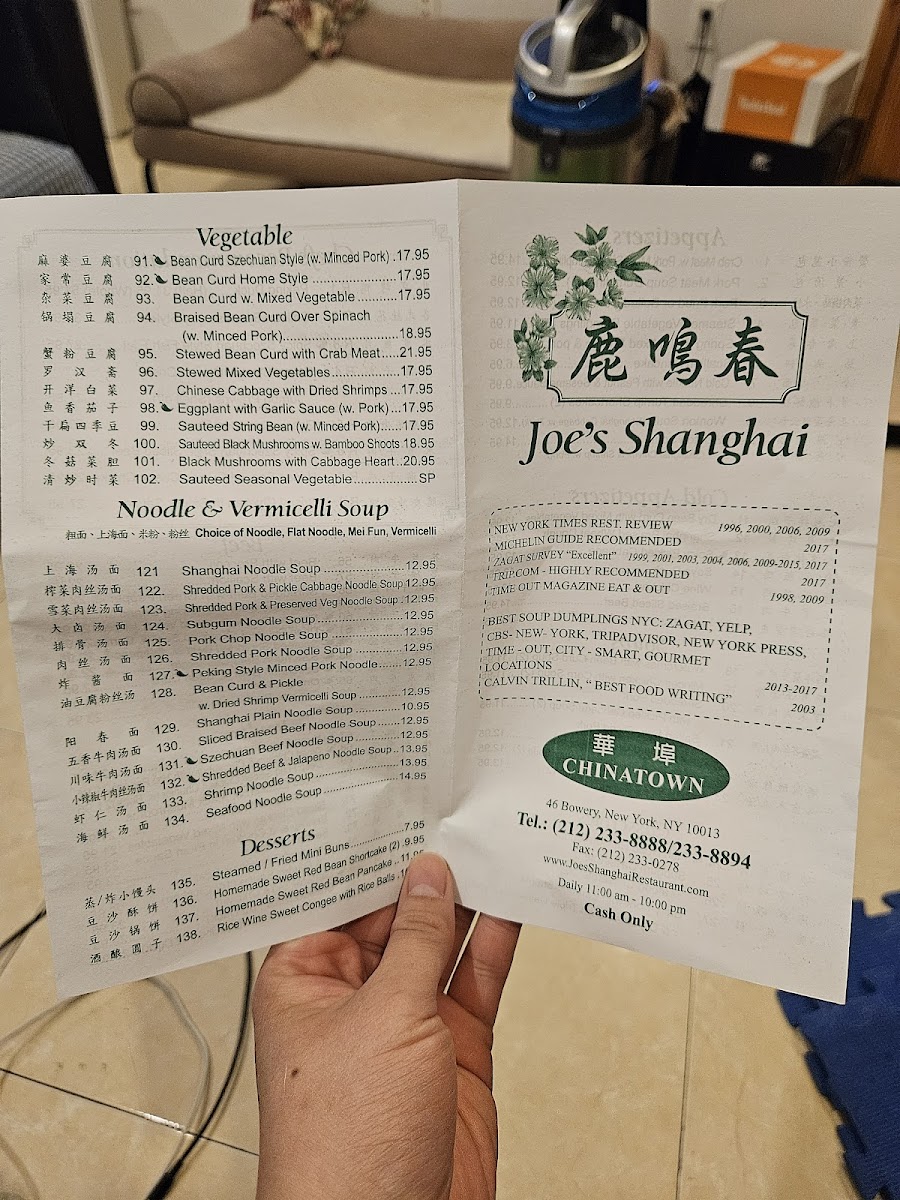 Vegetable
麻婆豆腐 91. Bean Curd Szechuan Style (w. Minced Pork) .17.95
家常豆腐 92. Bean Curd Home Style ..................17.95
杂菜豆腐 93. Bean Curd w. Mixed Vegetable ..........17.95
锅塌豆腐 94. Braised Bean Curd Over Spinach
(w. Minced Pork)..............................18.95
蟹粉豆腐 95. Stewed Bean Curd with Crab Meat.....21.95
罗汉斋 96. Stewed Mixed Vegetables..................17.95
开洋白菜 97. Chinese Cabbage with Dried Shrimps ...17.95
鱼香茄子 98. Eggplant with Garlic Sauce (w. Pork) ...17.95
干扁四季豆 99. Sauteed String Bean (w. Minced Pork)......17.95
炒双冬 100. Sauteed Black Mushrooms w. Bamboo Shoots 18.95
冬菇菜胆 101. Black Mushrooms with Cabbage Heart..20.95
清炒时菜 102. Sauteed Seasonal Vegetable.................SP
Noodle & Vermicelli Soup
粗面、上海面、米粉、粉丝 Choice of Noodle, Flat Noodle, Mei Fun, Vermicelli
上海汤面 121 Shanghai Noodle Soup ......................12.95
榨菜肉丝汤面 122. Shredded Pork & Pickle Cabbage Noodle Soup 12.95
雪菜肉丝汤面 123. Shredded Pork & Preserved Veg Noodle Soup ..12.95
大卤汤面 124. Subgum Noodle Soup ........................12.95
排骨汤面 125. Pork Chop Noodle Soup ....................12.95
肉丝汤面 126. Shredded Pork Noodle Soup .............12.95
炸酱面 127. Peking Style Minced Pork Noodle......12.95
油豆腐粉丝汤 128. Bean Curd & Pickle
w. Dried Shrimp Vermicelli Soup ............12.95
阳春面 129. Shanghai Plain Noodle Soup ..............10.95
五香牛肉汤面 130. Sliced Braised Beef Noodle Soup .......12.95
川味牛肉汤面 131. Szechuan Beef Noodle Soup .............12.95
小辣椒牛肉丝汤面 132. Shredded Beef & Jalapeno Noodle Soup ..13.95
虾仁汤面 133. Shrimp Noodle Soup ........................13.95
海鲜汤面 134. Seafood Noodle Soup ......................14.95
Desserts
蒸/炸小馒头 135. Steamed / Fried Mini Buns...............7.95
豆沙酥饼 136. Homemade Sweet Red Bean Shortcake (2) .9.95
豆沙锅饼 137. Homemade Sweet Red Bean Pancake ..
酒酿圆子 138. Rice Wine Sweet Congee with Rice Balls
鹿鳴春
Joe's Shanghai
NEW YORK TIMES REST. REVIEW 1996, 2000, 2006, 2009
MICHELIN GUIDE RECOMMENDED 2017
ZAGAT SURVEY "Excellent" 1999, 2001, 2003, 2004, 2006, 2009-2015, 2017
TRIP.COM - HIGHLY RECOMMENDED 2017
TIME OUT MAGAZINE EAT & OUT 1998, 2009
BEST SOUP DUMPLINGS NYC: ZAGAT, YELP,
CBS- NEW- YORK, TRIPADVISOR, NEW YORK PRESS,
TIME - OUT, CITY - SMART, GOURMET
LOCATIONS 2013-2017
CALVIN TRILLIN, " BEST FOOD WRITING" 2003
華埠
CHINATOWN
46 Bowery, New York, NY 10013
Tel.: (212) 233-8888/233-8894
Fax: (212) 233-0278
www.JoesShanghaiRestaurant.com
Daily 11:00 am - 10:00 pm
Cash Only